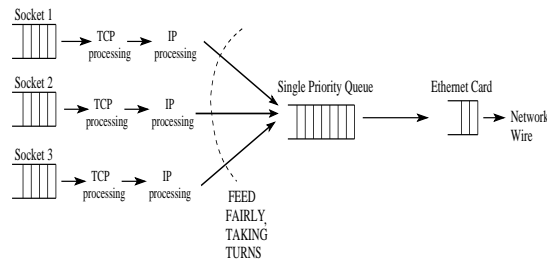 Socket 1
TCP
processing
IP
processing
Socket 2
TCP
processing
IP
processing
Single Priority Queue
Ethernet Card
Network
Wire
Socket 3
TCP
processing
IP
processing
FEED
FAIRLY,
TAKING
TURNS